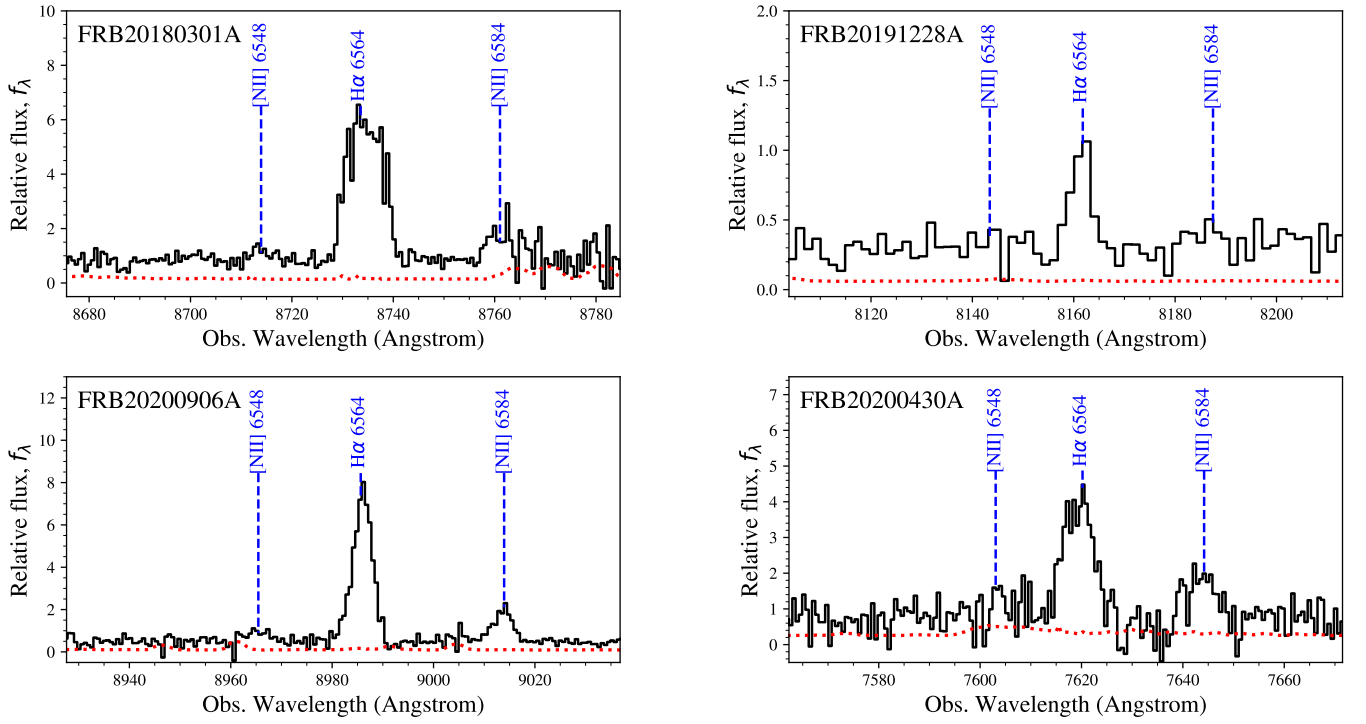 FRB20180301A
[NII] 6548
Hα 6564
[NII] 6584
Relative flux, fλ
10
8
6
4
2
0
8680
8700
8720
8740
8760
8780
Obs. Wavelength (Angstrom)
FRB20191228A
[NII] 6548
Hα 6564
[NII] 6584
Relative flux, fλ
2.0
1.5
1.0
0.5
0.0
8120
8140
8160
8180
8200
Obs. Wavelength (Angstrom)
FRB20200906A
[NII] 6548
Hα 6564
[NII] 6584
Relative flux, fλ
12
10
8
6
4
2
0
8940
8960
8980
9000
9020
Obs. Wavelength (Angstrom)
FRB20200430A
[NII] 6548
Hα 6564
[NII] 6584
Relative flux, fλ
7
6
5
4
3
2
1
0
7580
7600
7620
7640
7660
Obs. Wavelength (Angstrom)